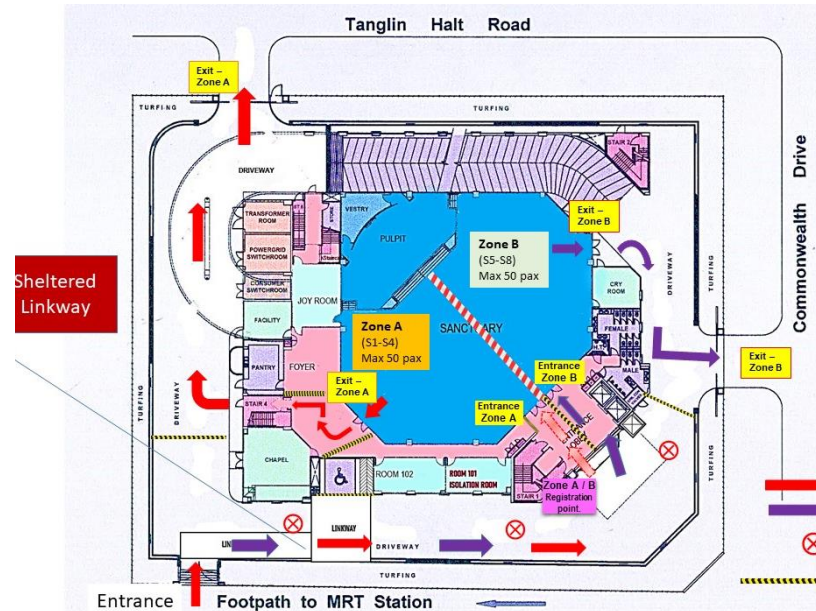 Tanglin Halt Road
Exit –
Zone A
TURFING
TURFING
STAIR 2
DRIVEWAY
Commonwealth Drive
TRANSFORMER
ROOM
STORE
VESTRY
PULPIT
Zone B
(S5-S8)
Max 50 pax
Exit –
Zone B
POWERGRID
SWITCHROOM
Sheltered
Linkway
CONSUMER
SWITCHROOM
JOY ROOM
CRY
ROOM
DRIVEWAY
TURFING
FACILITY
Zone A
(S1-S4)
Max 50 pax
SANCTUARY
FEMALE
MALE
Exit –
Zone B
PANTRY
FOYER
Exit –
Zone A
Entrance
Zone B
Entrance
Zone A
ENTRANCE
STAIR 4
TURFING
DRIVEWAY
CHAPEL
ROOM 102
ROOM 101
ISOLATION ROOM
STAIR 1
Zone A / B
Registration
point.
TURFING
LINKWAY
DRIVEWAY
TURFING
Entrance
Footpath to MRT Station